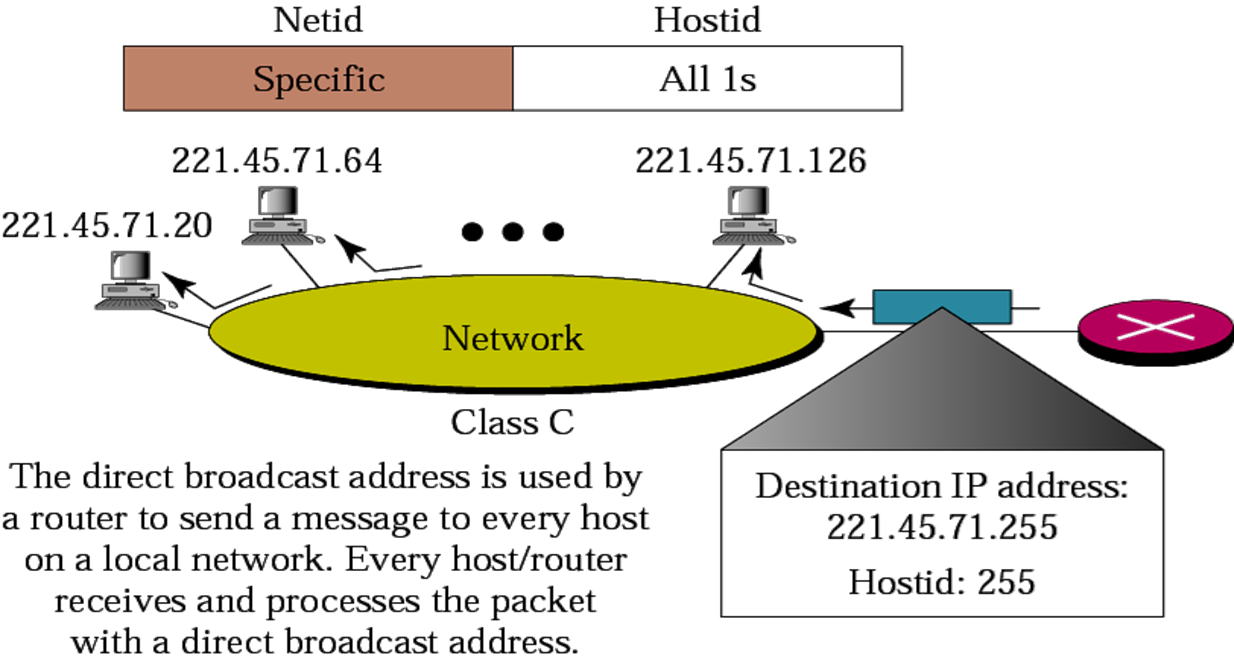 Netid Hostid
Specific All 1s
221.45.71.64 221.45.71.126
221.45.71.20
Network
Class C
The direct broadcast address is used by
a router to send a message to every host
on a local network. Every host/router
receives and processes the packet
with a direct broadcast address.
Destination IP address:
221.45.71.255
Hostid: 255